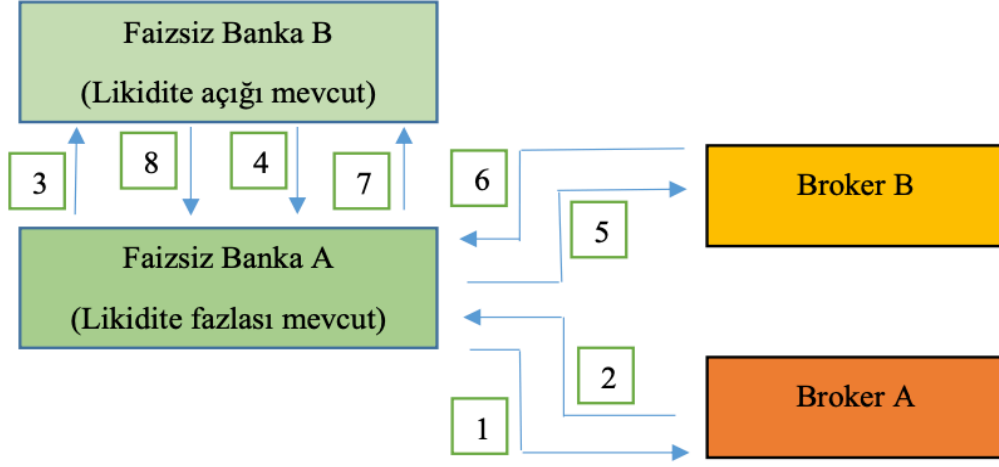 Faizsiz Banka B
(Likidite açığı mevcut)
3
8
4
7
6
Broker B
5
Faizsiz Banka A
(Likidite fazlası mevcut)
2
1
Broker A